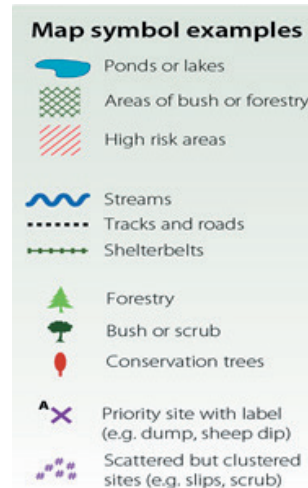 Map symbol examples
Ponds or lakes
Areas of bush or forestry
High risk areas
Streams
Tracks and roads
Shelterbelts
Forestry
Bush or scrub
Conservation trees
A
Priority site with label
(e.g. dump, sheep dip)
Scattered but clustered
sites (e.g. slips, scrub)